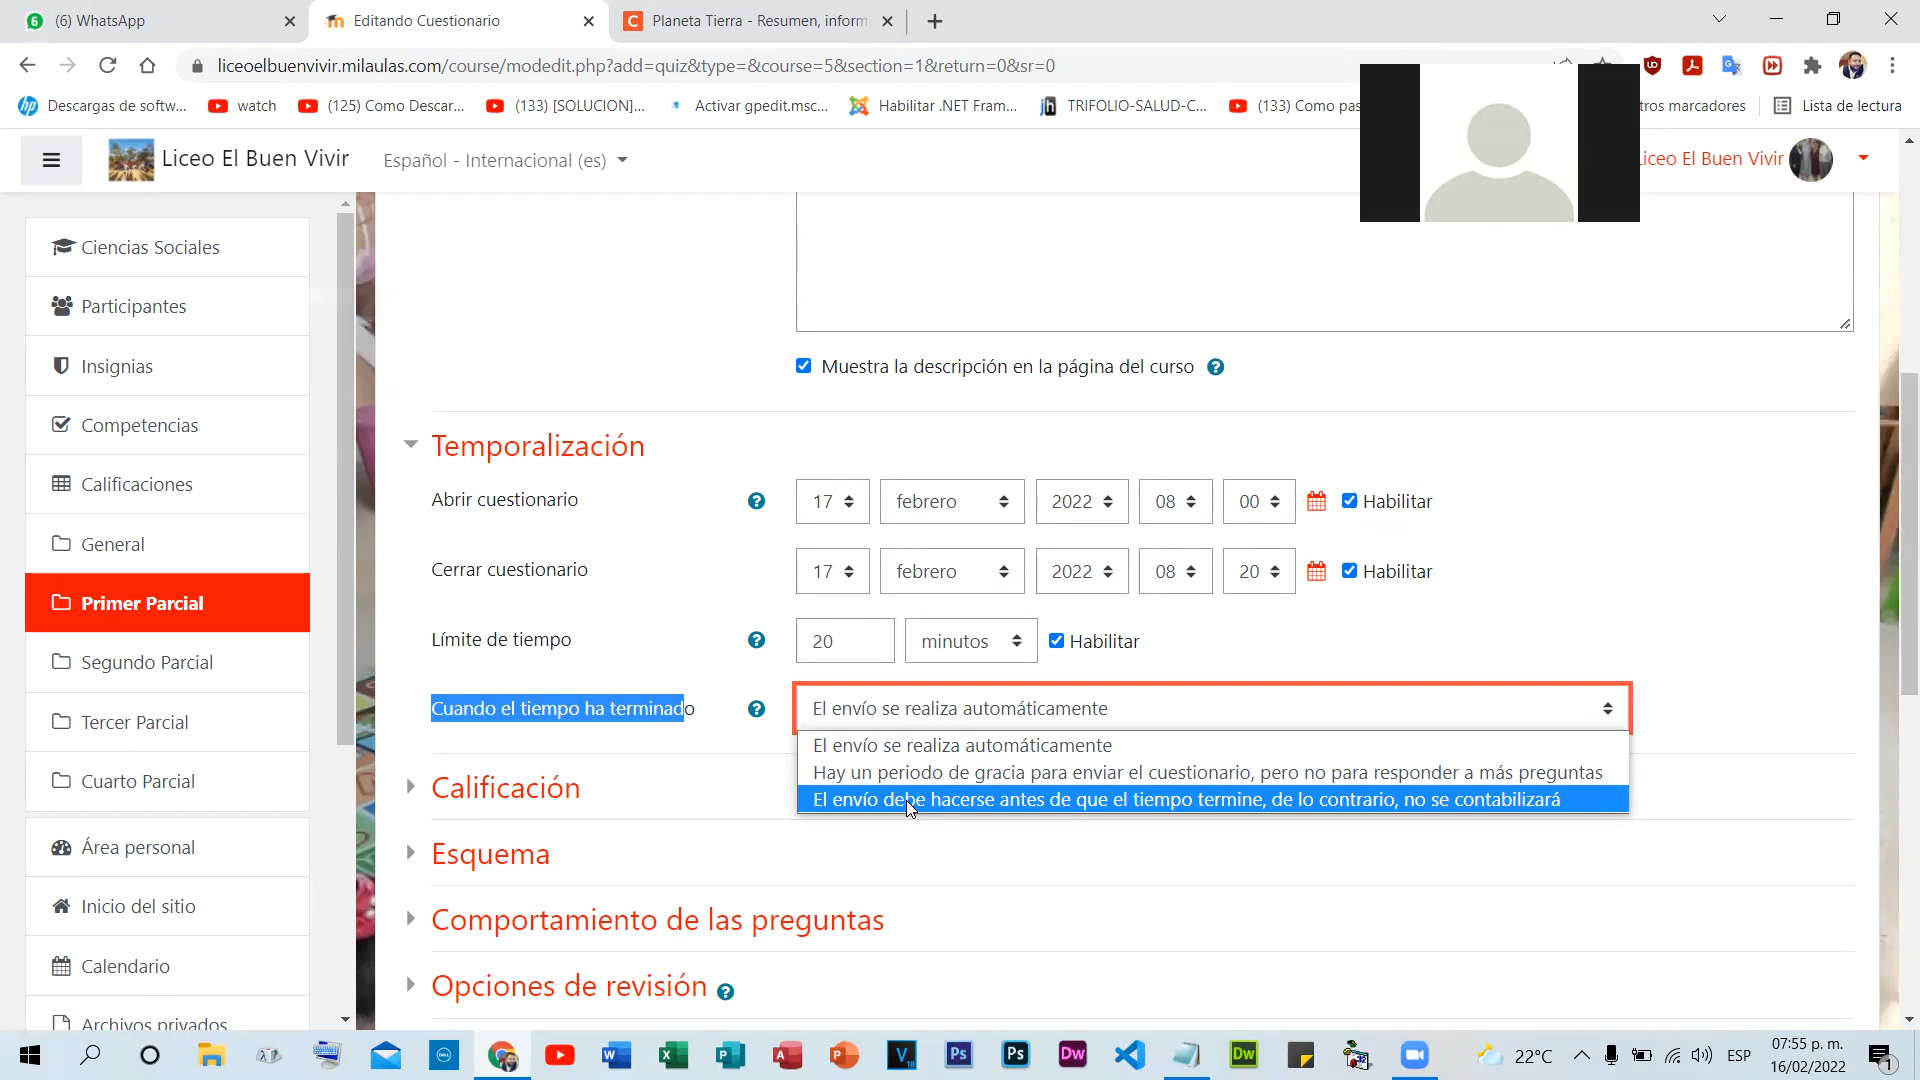 (6) WhatsApp
Editando Cuestionario
Planeta Tierra - Resumen, inform
liceoelbuenvivir.milaulas.com/course/modedit.php?add=quiz&type=&course=5&section=1&return=0&sr=0
Descargas de softw...
watch
(125) Como Descar...
(133) [SOLUCION]...
Activar gpedit.msc...
Habilitar .NET Fram...
TRIFOLIO-SALUD-C...
(133) Como pas
tros marcadores
Lista de lectura
Liceo El Buen Vivir
Español - Internacional (es)
Liceo El Buen Vivir
Ciencias Sociales
Participantes
Insignias
Competencias
Calificaciones
General
Primer Parcial
Segundo Parcial
Tercer Parcial
Cuarto Parcial
Área personal
Inicio del sitio
Calendario
Archivos privados
Muestra la descripción en la página del curso
Temporalización
Abrir cuestionario
17 febrero 2022 08 00 Habilitar
Cerrar cuestionario
17 febrero 2022 08 20 Habilitar
Límite de tiempo
20 minutos Habilitar
Cuando el tiempo ha terminado
El envío se realiza automáticamente
El envío se realiza automáticamente
Hay un periodo de gracia para enviar el cuestionario, pero no para responder a más preguntas
El envío debe hacerse antes de que el tiempo termine, de lo contrario, no se contabilizará
Calificación
Esquema
Comportamiento de las preguntas
Opciones de revisión
22°C
ESP
07:55 p. m.
16/02/2022
1